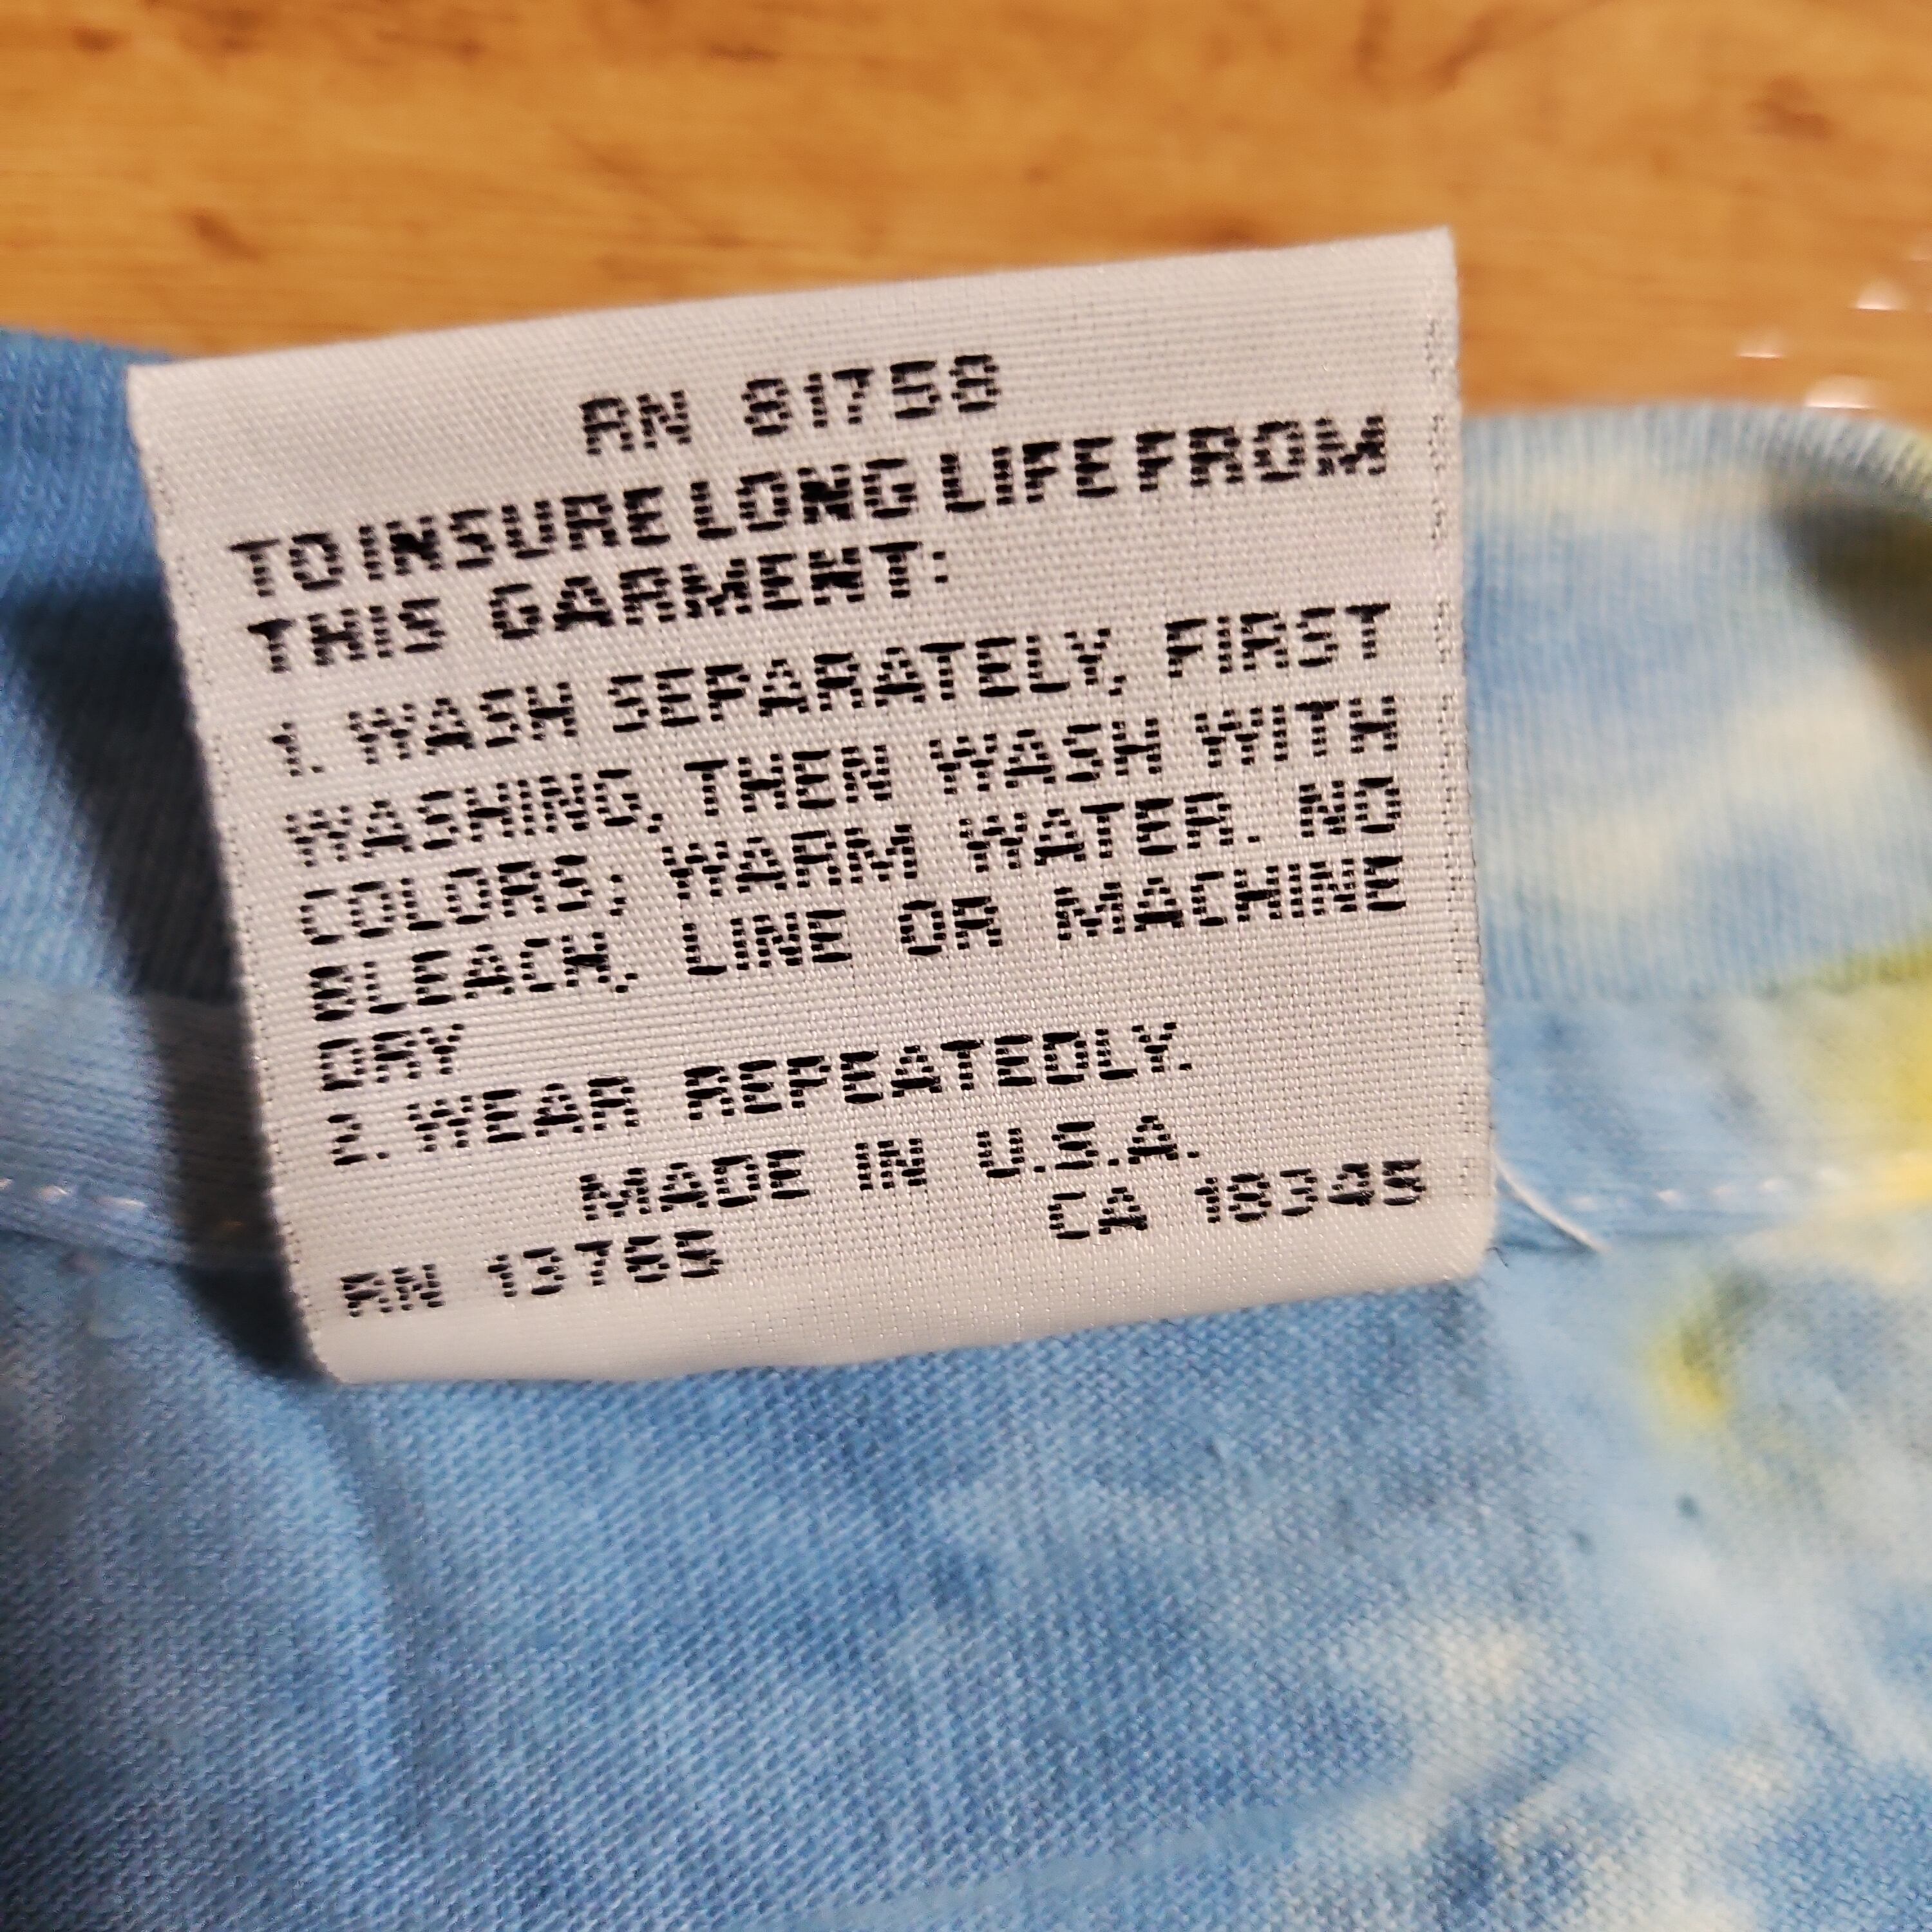 RN 81758
TO INSURE LONG LIFE FROM
THIS GARMENT:
1. WASH SEPARATELY, FIRST
WASHING, THEN WASH WITH
COLORS; WARM WATER. NO
BLEACH, LINE OR MACHINE
DRY
2. WEAR REPEATEDLY.
MADE IN U.S.A.
RN 13765 CA 18345